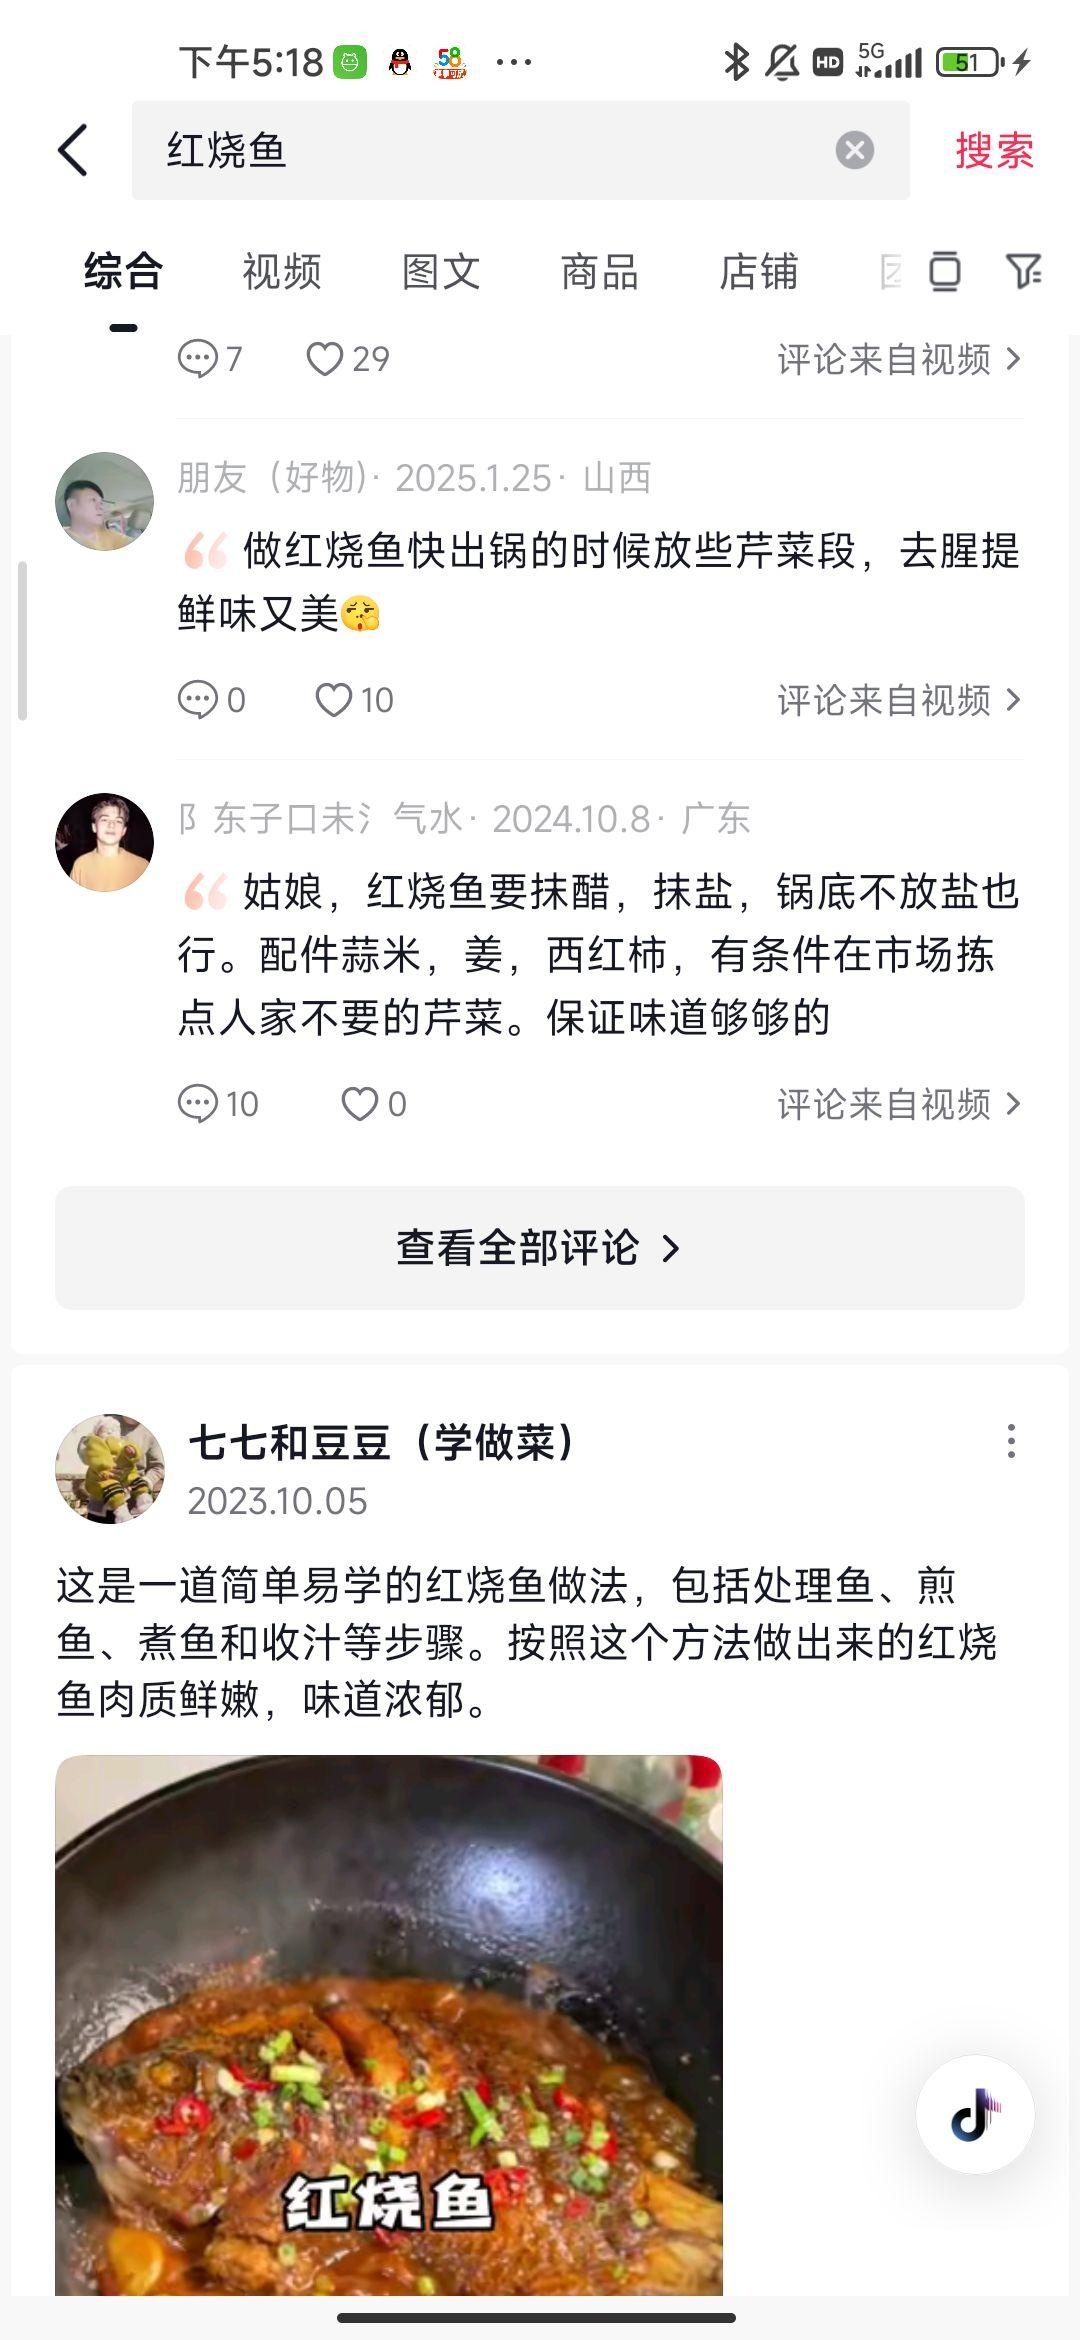 下午5:18
58
HD
5G
51
红烧鱼
搜索
综合
视频
图文
商品
店铺
7
29
评论来自视频
朋友（好物)· 2025.1.25· 山西
做红烧鱼快出锅的时候放些芹菜段，去腥提
鲜味又美
0
10
评论来自视频
阝东子口未氵气水· 2024.10.8· 广东
姑娘，红烧鱼要抹醋，抹盐，锅底不放盐也
行。配件蒜米，姜，西红柿，有条件在市场拣
点人家不要的芹菜。保证味道够够的
10
0
评论来自视频
查看全部评论
七七和豆豆（学做菜）
2023.10.05
这是一道简单易学的红烧鱼做法，包括处理鱼、煎
鱼、煮鱼和收汁等步骤。按照这个方法做出来的红烧
鱼肉质鲜嫩，味道浓郁。
红烧鱼